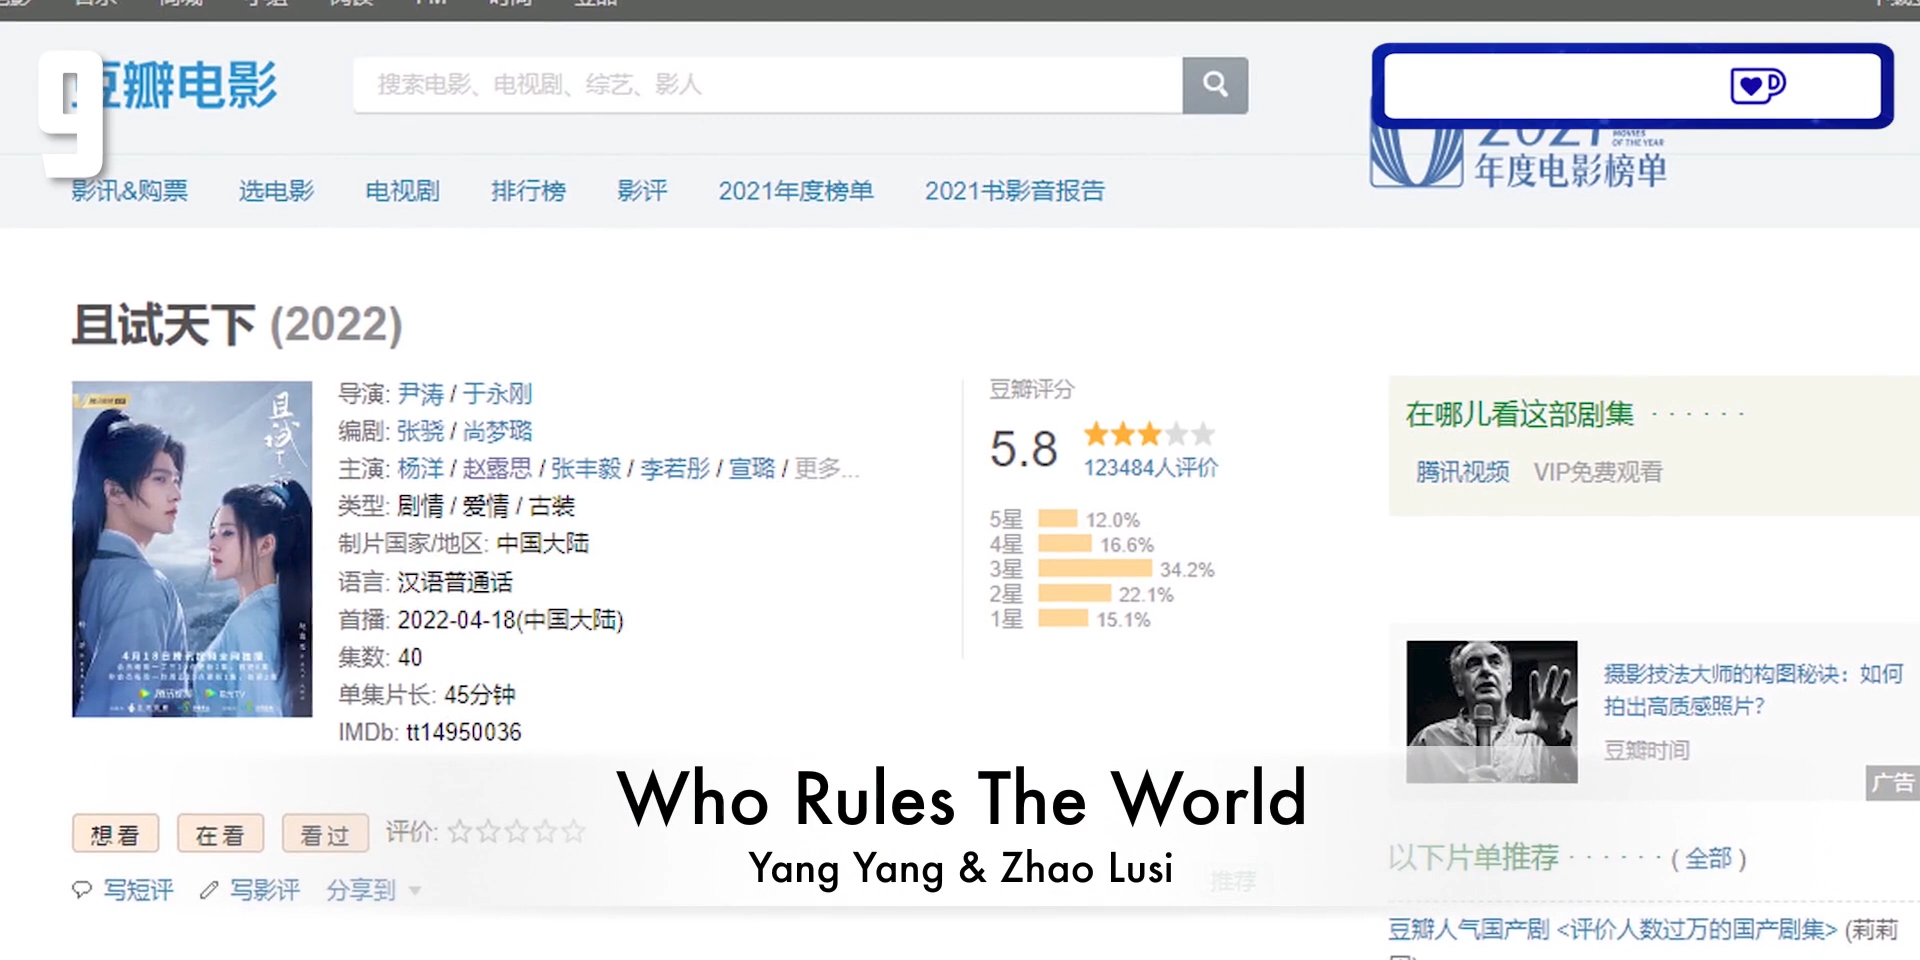 9
豆瓣电影
搜索电影、电视剧、综艺、影人
影讯&购票 选电影 电视剧 排行榜 影评 2021年度榜单 2021书影音报告
2021 MOVIES OF THE YEAR
年度电影榜单
且试天下 (2022)
导演: 尹涛 / 于永刚
编剧: 张骁 / 尚梦璐
主演: 杨洋 / 赵露思 / 张丰毅 / 李若彤 / 宣璐 / 更多...
类型: 剧情 / 爱情 / 古装
制片国家/地区: 中国大陆
语言: 汉语普通话
首播: 2022-04-18(中国大陆)
集数: 40
单集片长: 45分钟
IMDb: tt14950036
豆瓣评分
5.8
123484人评价
5星 12.0%
4星 16.6%
3星 34.2%
2星 22.1%
1星 15.1%
在哪儿看这部剧集 · · · · · ·
腾讯视频 VIP免费观看
摄影技法大师的构图秘诀：如何
拍出高质感照片？
豆瓣时间
广告
Who Rules The World
Yang Yang & Zhao Lusi
想看 在看 看过 评价:
写短评 写影评 分享到
推荐
以下片单推荐 · · · · · · ( 全部 )
豆瓣人气国产剧 <评价人数过万的国产剧集> (莉莉